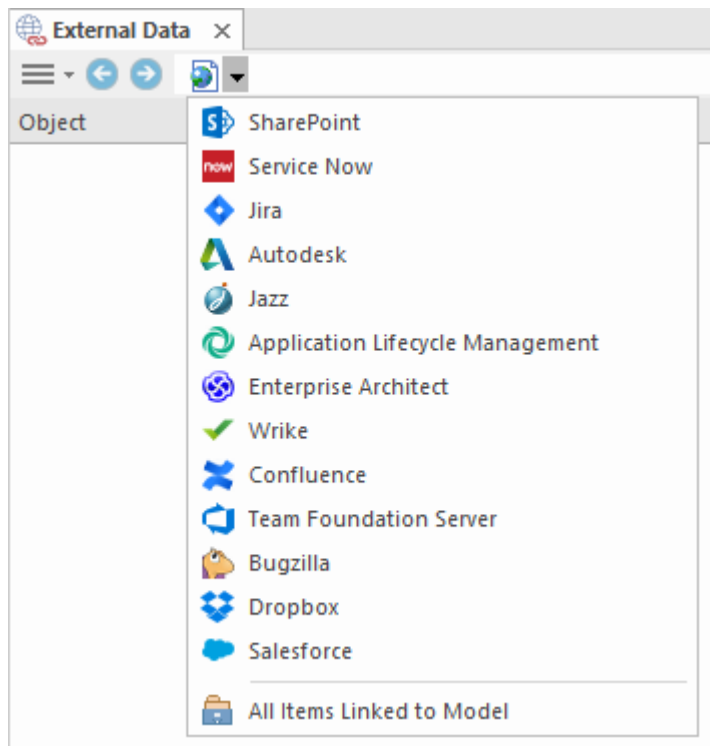 External Data
Object
SharePoint
now
Service Now
Jira
Autodesk
Jazz
Application Lifecycle Management
Enterprise Architect
Wrike
Confluence
Team Foundation Server
Bugzilla
Dropbox
Salesforce
All Items Linked to Model